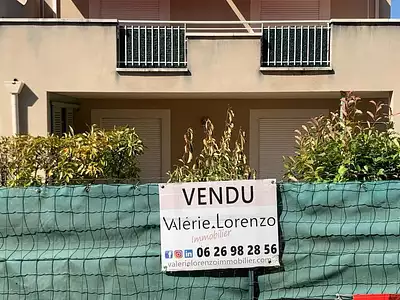 VENDU
Valérie.Lorenzo
Immobilier
06 26 98 28 56
valerielorenzoimmobilier.com